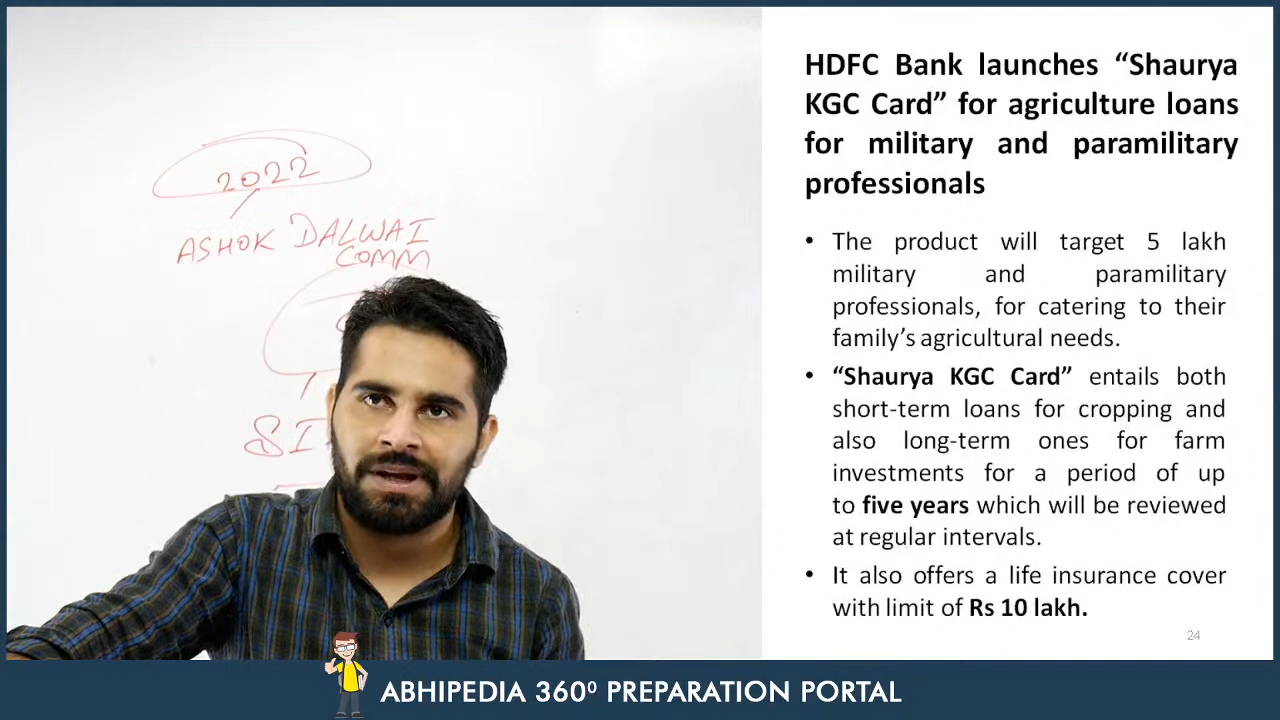 2022
ASHOK DALWAI
COMM
HDFC Bank launches “Shaurya
KGC Card” for agriculture loans
for military and paramilitary
professionals
• The product will target 5 lakh
military and paramilitary
professionals, for catering to their
family’s agricultural needs.
• “Shaurya KGC Card” entails both
short-term loans for cropping and
also long-term ones for farm
investments for a period of up
to five years which will be reviewed
at regular intervals.
• It also offers a life insurance cover
with limit of Rs 10 lakh.
24
ABHIPEDIA 360⁰ PREPARATION PORTAL